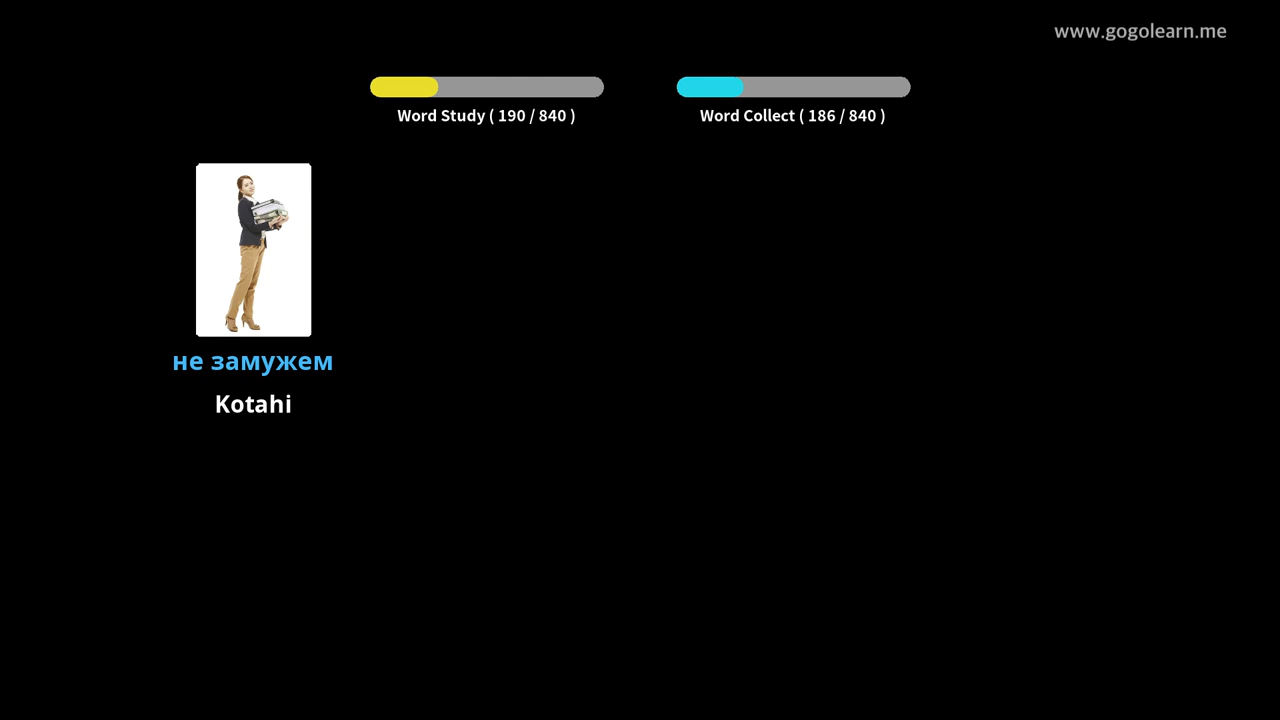 www.gogolearn.me
Word Study ( 190 / 840 )
Word Collect ( 186 / 840 )
не замужем
Kotahi